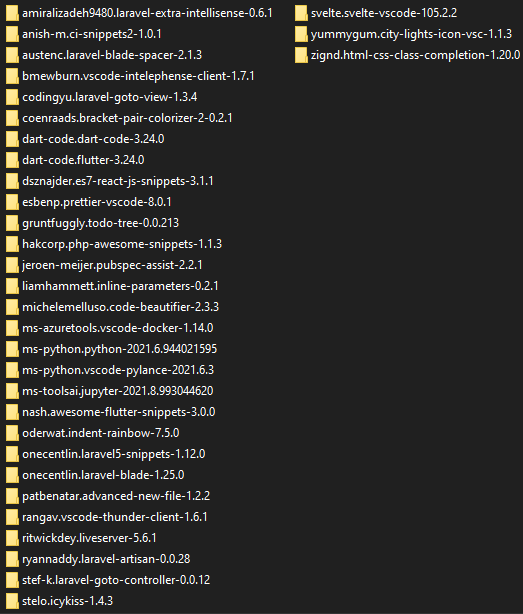 amiralizadeh9480.laravel-extra-intellisense-0.6.1
anish-m.ci-snippets2-1.0.1
austenc.laravel-blade-spacer-2.1.3
bmewburn.vscode-intelephense-client-1.7.1
codingyu.laravel-goto-view-1.3.4
coenraads.bracket-pair-colorizer-2-0.2.1
dart-code.dart-code-3.24.0
dart-code.flutter-3.24.0
dsznajder.es7-react-js-snippets-3.1.1
esbenp.prettier-vscode-8.0.1
gruntfuggly.todo-tree-0.0.213
hakcorp.php-awesome-snippets-1.1.3
jeroen-meijer.pubspec-assist-2.2.1
liamhammett.inline-parameters-0.2.1
michelemelluso.code-beautifier-2.3.3
ms-azuretools.vscode-docker-1.14.0
ms-python.python-2021.6.944021595
ms-python.vscode-pylance-2021.6.3
ms-toolsai.jupyter-2021.8.993044620
nash.awesome-flutter-snippets-3.0.0
oderwat.indent-rainbow-7.5.0
onecentlin.laravel5-snippets-1.12.0
onecentlin.laravel-blade-1.25.0
patbenatar.advanced-new-file-1.2.2
rangav.vscode-thunder-client-1.6.1
ritwickdey.liveserver-5.6.1
ryannaddy.laravel-artisan-0.0.28
stef-k.laravel-goto-controller-0.0.12
stelo.icykiss-1.4.3
svelte.svelte-vscode-105.2.2
yummygum.city-lights-icon-vsc-1.1.3
zignd.html-css-class-completion-1.20.0